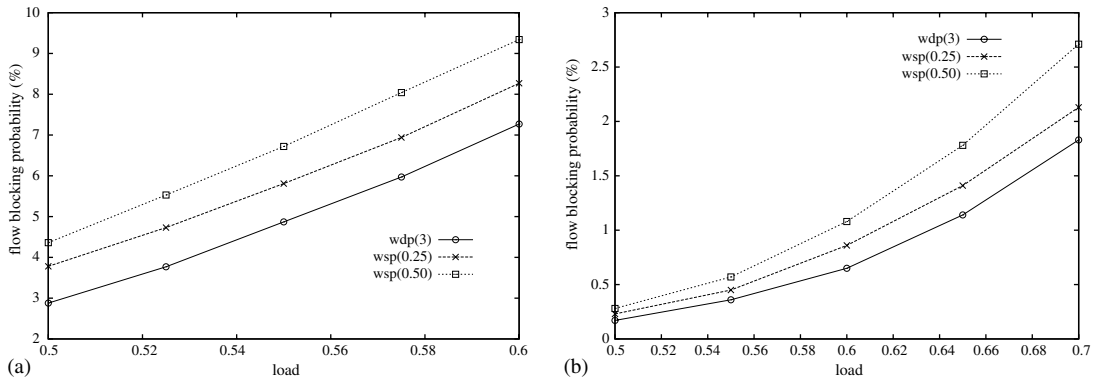 10
9
8
7
6
5
4
3
2
flow blocking probability (%)
wdp(3)
wsp(0.25)
wsp(0.50)
0.5 0.52 0.54 0.56 0.58 0.6
load
(a)
3
2.5
2
1.5
1
0.5
0
flow blocking probability (%)
wdp(3)
wsp(0.25)
wsp(0.50)
0.5 0.52 0.54 0.56 0.58 0.6 0.62 0.64 0.66 0.68 0.7
load
(b)